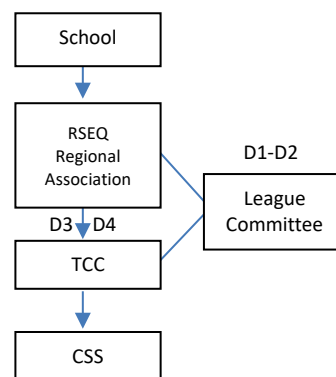 School
RSEQ
Regional
Association
D1-D2
League
Committee
D3 D4
TCC
CSS